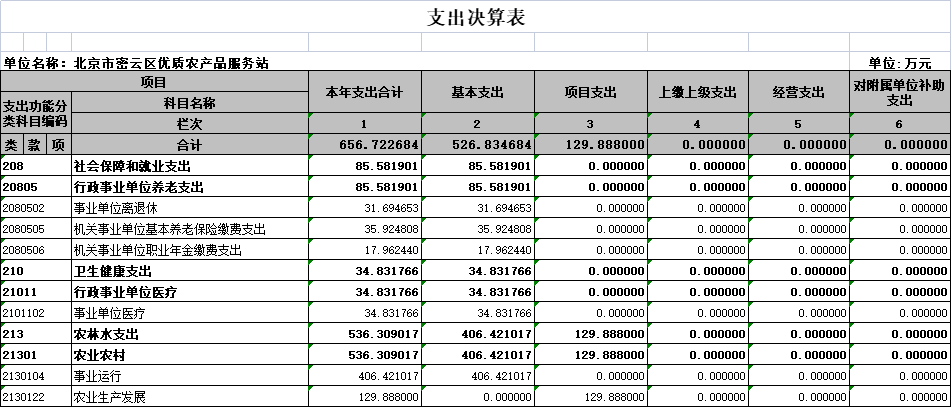 支出决算表
单位名称：北京市密云区优质农产品服务站 单位：万元
项目 本年支出合计 基本支出 项目支出 上缴上级支出 经营支出 对附属单位补助支出
支出功能分类科目编码 科目名称
栏次 1 2 3 4 5 6
类 款 项 合计 656.722684 526.834684 129.888000 0.000000 0.000000 0.000000
208 社会保障和就业支出 85.581901 85.581901 0.000000 0.000000 0.000000 0.000000
20805 行政事业单位养老支出 85.581901 85.581901 0.000000 0.000000 0.000000 0.000000
2080502 事业单位离退休 31.694653 31.694653 0.000000 0.000000 0.000000 0.000000
2080505 机关事业单位基本养老保险缴费支出 35.924808 35.924808 0.000000 0.000000 0.000000 0.000000
2080506 机关事业单位职业年金缴费支出 17.962440 17.962440 0.000000 0.000000 0.000000 0.000000
210 卫生健康支出 34.831766 34.831766 0.000000 0.000000 0.000000 0.000000
21011 行政事业单位医疗 34.831766 34.831766 0.000000 0.000000 0.000000 0.000000
2101102 事业单位医疗 34.831766 34.831766 0.000000 0.000000 0.000000 0.000000
213 农林水支出 536.309017 406.421017 129.888000 0.000000 0.000000 0.000000
21301 农业农村 536.309017 406.421017 129.888000 0.000000 0.000000 0.000000
2130104 事业运行 406.421017 406.421017 0.000000 0.000000 0.000000 0.000000
2130122 农业生产发展 129.888000 0.000000 129.888000 0.000000 0.000000 0.000000